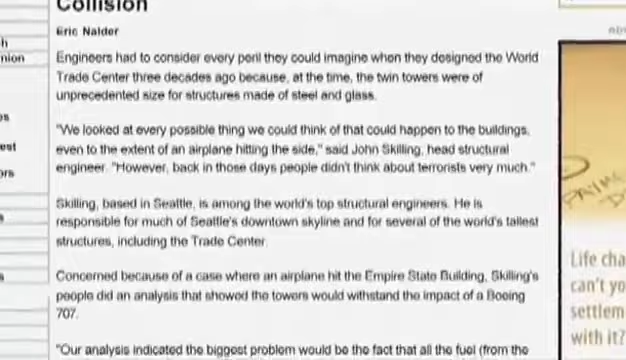 Collision
Eric Nalder
Engineers had to consider every peril they could imagine when they designed the World
Trade Center three decades ago because, at the time, the twin towers were of
unprecedented size for structures made of steel and glass.
"We looked at every possible thing we could think of that could happen to the buildings,
even to the extent of an airplane hitting the side," said John Skilling, head structural
engineer. "However, back in those days people didn't think about terrorists very much."
Skilling, based in Seattle, is among the world's top structural engineers. He is
responsible for much of Seattle's downtown skyline and for several of the world's tallest
structures, including the Trade Center.
Concerned because of a case where an airplane hit the Empire State Building, Skilling's
people did an analysis that showed the towers would withstand the impact of a Boeing
707.
"Our analysis indicated the biggest problem would be the fact that all the fuel (from the
Life cha
can't yo
settlem
with it?